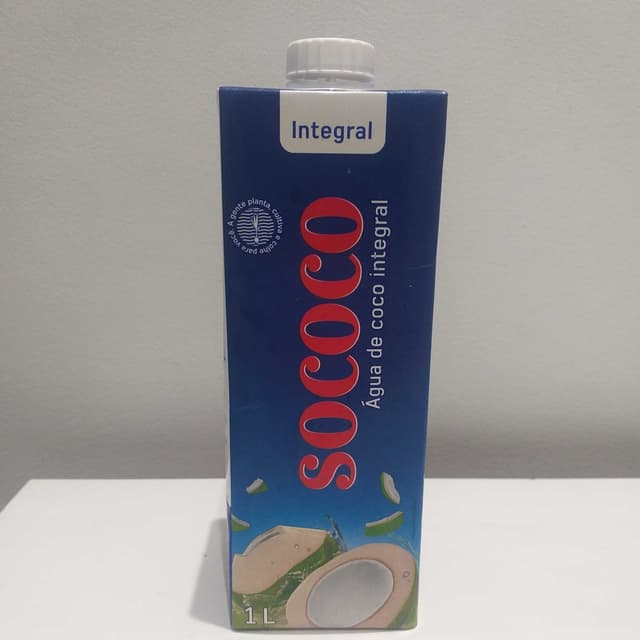 Integral
A gente planta, cultiva e colhe para você.
SOCOCO
Água de coco integral
1 L